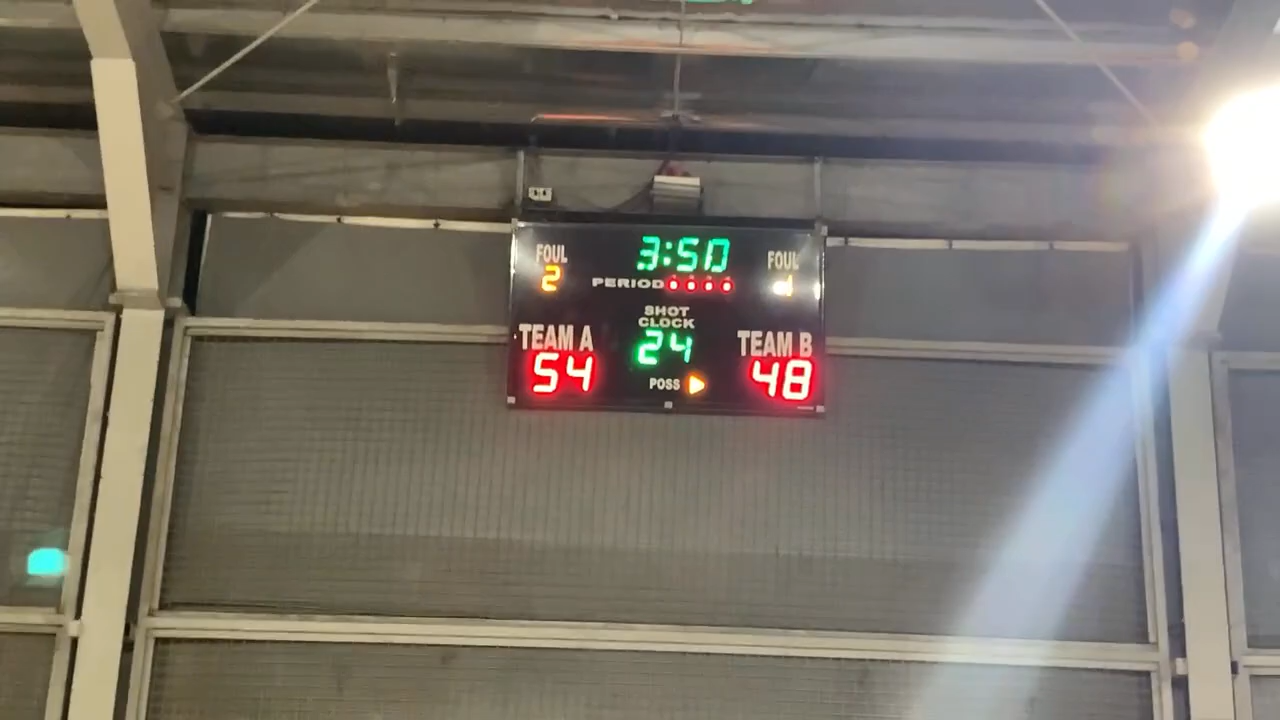 3:50
FOUL FOUL
2
PERIOD
SHOT
CLOCK
TEAM A 24 TEAM B
54 48
POSS